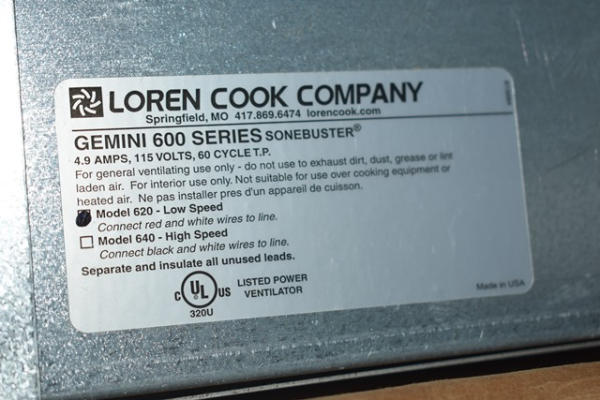 LOREN COOK COMPANY
Springfield, MO 417.869.6474 lorencook.com
GEMINI 600 SERIES SONEBUSTER®
4.9 AMPS, 115 VOLTS, 60 CYCLE T.P.
For general ventilating use only - do not use to exhaust dirt, dust, grease or lint
laden air. For interior use only. Not suitable for use over cooking equipment or
heated air. Ne pas installer pres d'un appareil de cuisson.
Model 620 - Low Speed
Connect red and white wires to line.
Model 640 - High Speed
Connect black and white wires to line.
Separate and insulate all unused leads.
C UL US LISTED POWER
VENTILATOR
320U
Made in USA